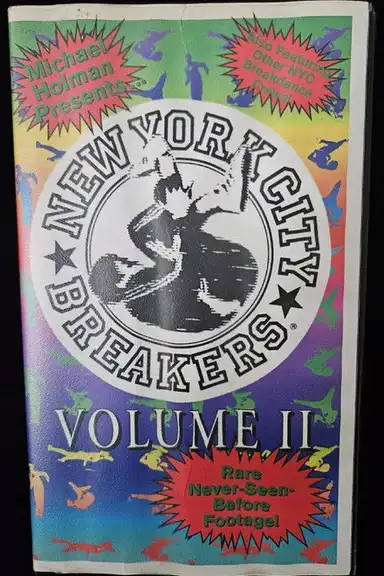 Michael
Holman
Presents...
Also Features
Other NYC
Breakdance
NEW YORK CITY
BREAKERS
®
VOLUME II
Rare
Never-Seen-
Before
Footage!